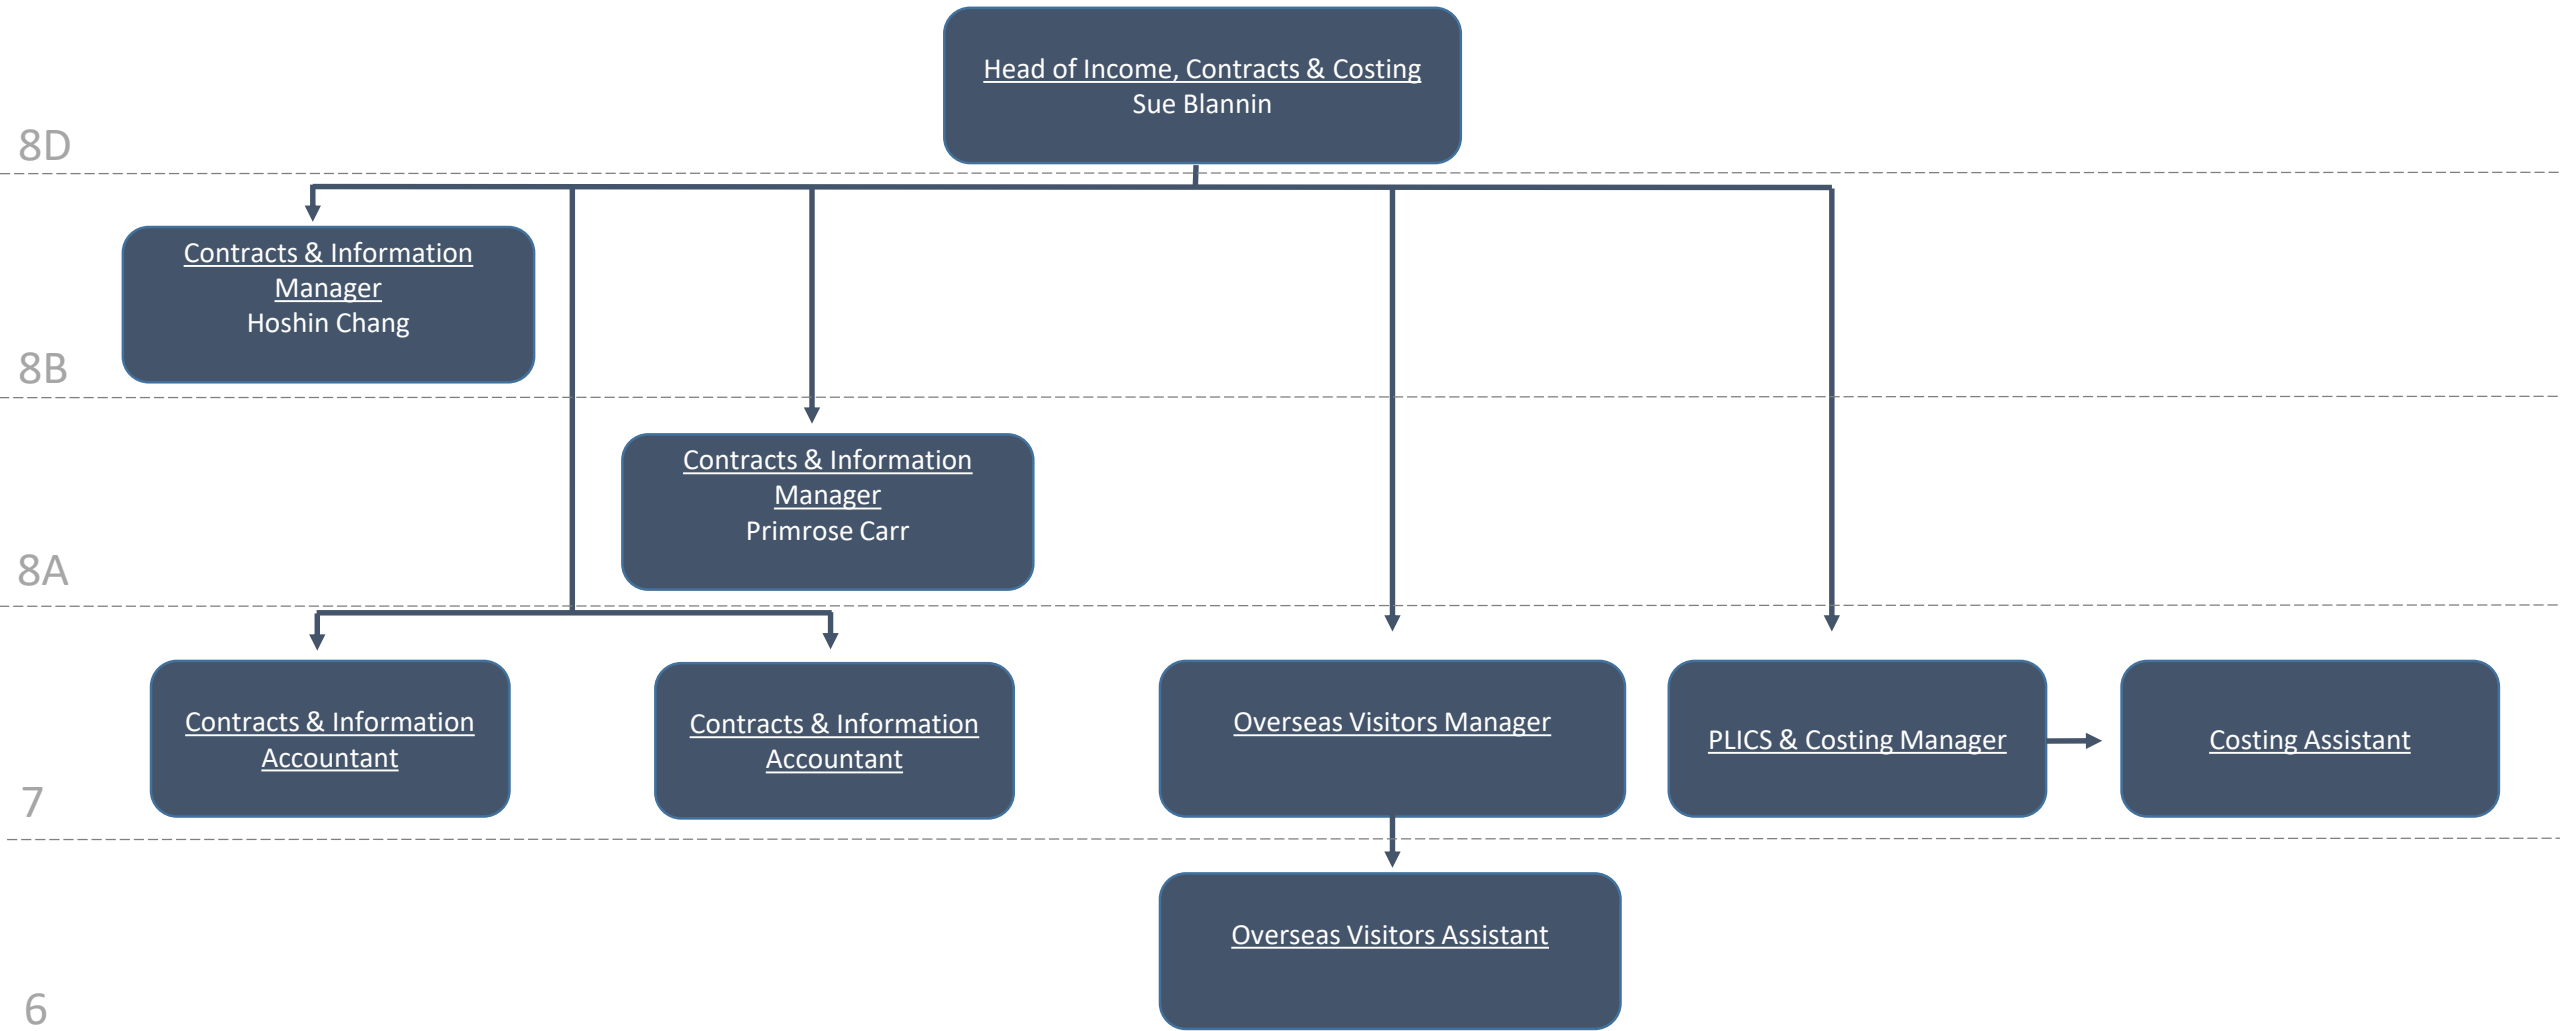 Head of Income, Contracts & Costing
Sue Blannin
8D
Contracts & Information
Manager
Hoshin Chang
8B
Contracts & Information
Manager
Primrose Carr
8A
Contracts & Information
Accountant
Contracts & Information
Accountant
Overseas Visitors Manager
PLICS & Costing Manager
Costing Assistant
7
Overseas Visitors Assistant
6